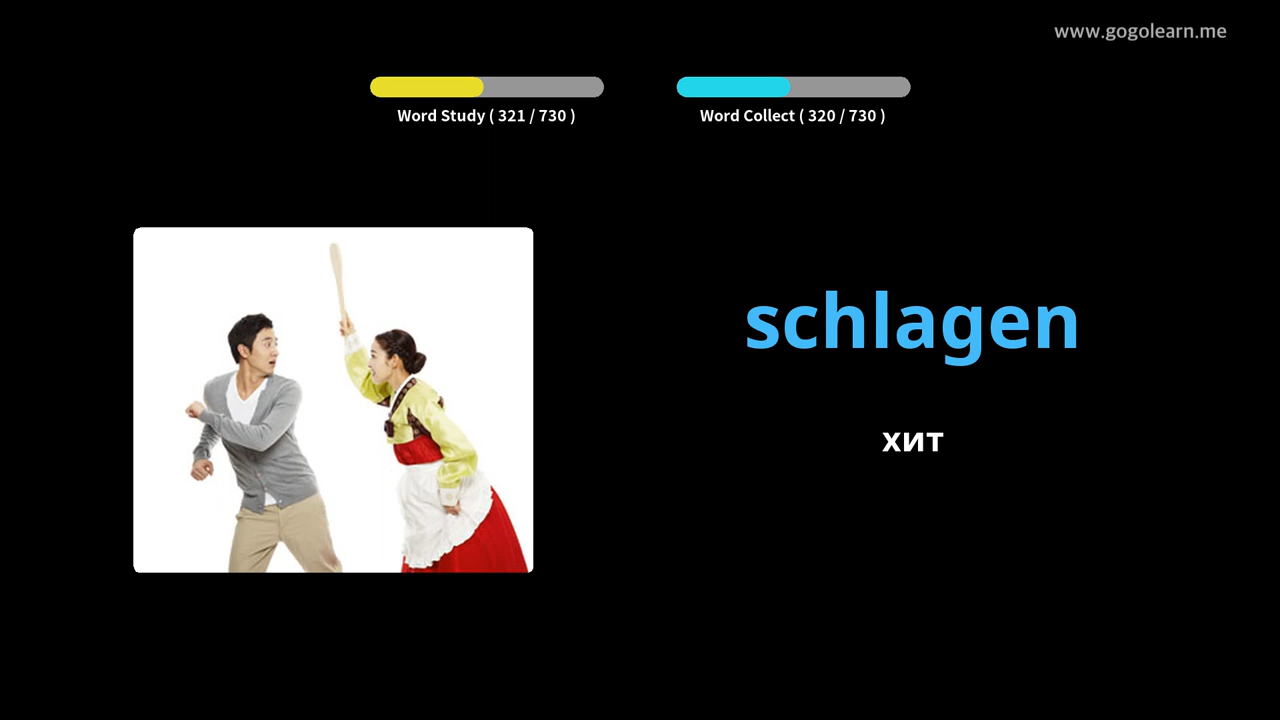 www.gogolearn.me
Word Study ( 321 / 730 )
Word Collect ( 320 / 730 )
schlagen
хит